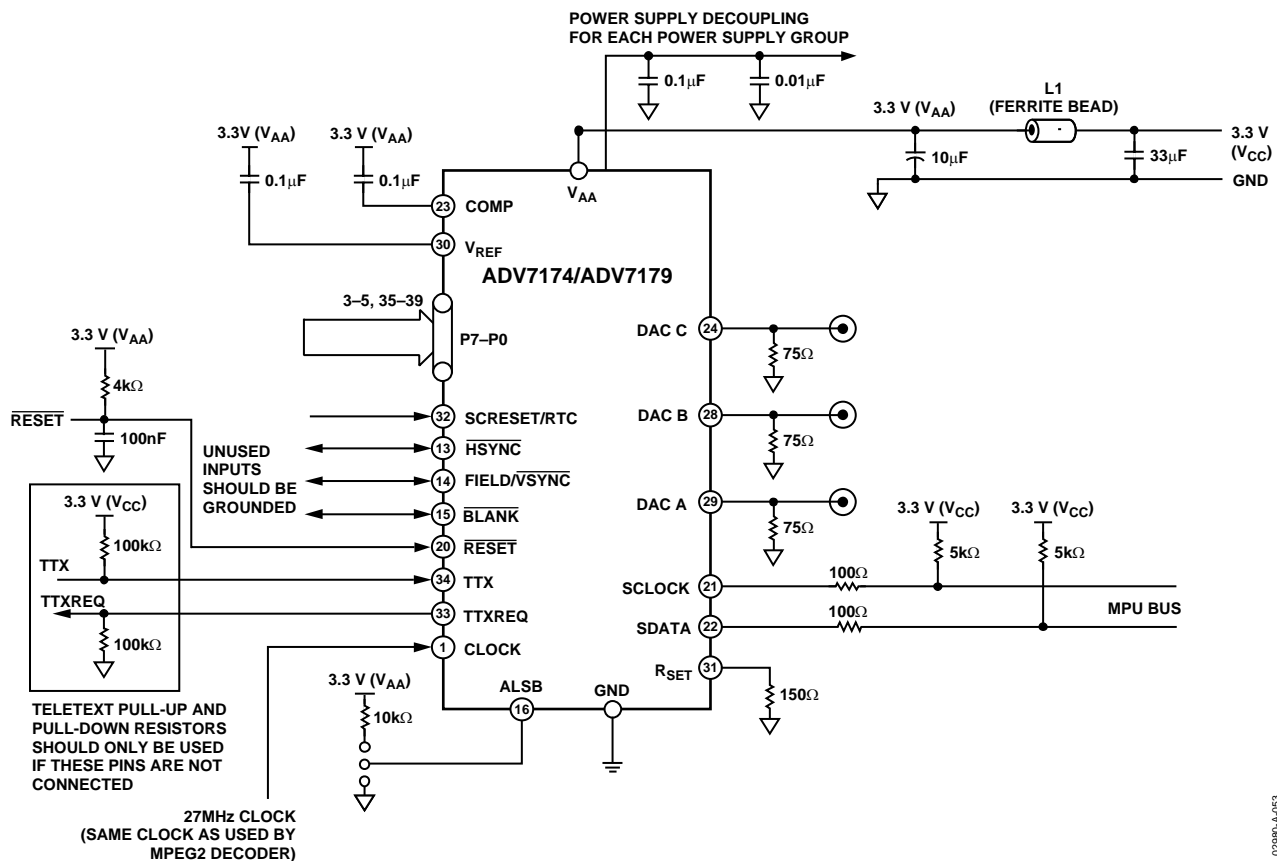 POWER SUPPLY DECOUPLING
FOR EACH POWER SUPPLY GROUP
0.1μF
0.01μF
L1
(FERRITE BEAD)
3.3 V (VAA)
10μF
33μF
3.3 V
(VCC)
GND
3.3V (VAA)
0.1μF
3.3 V (VAA)
0.1μF
VAA
23
COMP
30
VREF
ADV7174/ADV7179
3–5, 35–39
P7–P0
3.3 V (VAA)
4kΩ
RESET
100nF
UNUSED
INPUTS
SHOULD BE
GROUNDED
32
SCRESET/RTC
13
HSYNC
14
FIELD/VSYNC
15
BLANK
20
RESET
34
TTX
33
TTXREQ
1
CLOCK
3.3 V (VCC)
100kΩ
TTX
TTXREQ
100kΩ
TELETEXT PULL-UP AND
PULL-DOWN RESISTORS
SHOULD ONLY BE USED
IF THESE PINS ARE NOT
CONNECTED
27MHz CLOCK
(SAME CLOCK AS USED BY
MPEG2 DECODER)
3.3 V (VAA)
10kΩ
ALSB
16
GND
DAC C
24
75Ω
DAC B
28
75Ω
DAC A
29
75Ω
SCLOCK
21
100Ω
SDATA
22
100Ω
3.3 V (VCC)
5kΩ
3.3 V (VCC)
5kΩ
MPU BUS
RSET
31
150Ω
02980-A-053